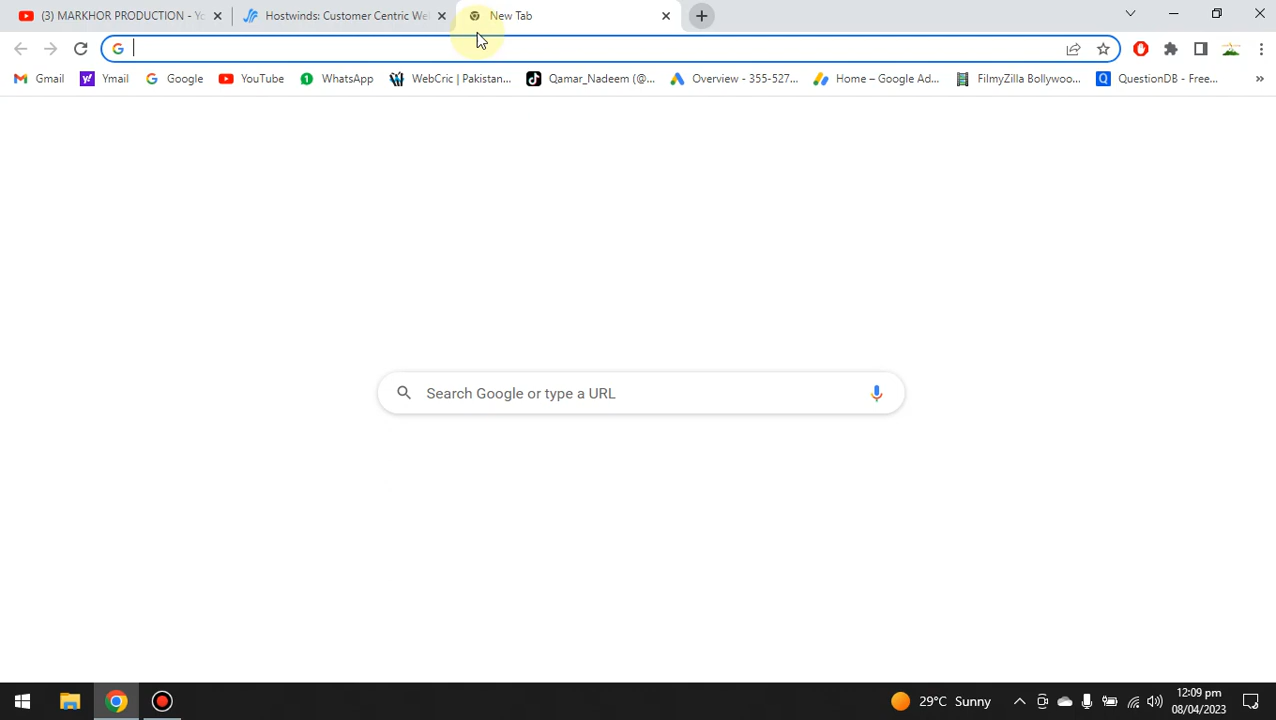 (3) MARKHOR PRODUCTION - Yo
Hostwinds: Customer Centric We
New Tab
Gmail
Ymail
Google
YouTube
WhatsApp
WebCric | Pakistan...
Qamar_Nadeem (@...
Overview - 355-527...
Home – Google Ad...
FilmyZilla Bollywoo...
QuestionDB - Free...
»
Search Google or type a URL
29°C Sunny
12:09 pm
08/04/2023